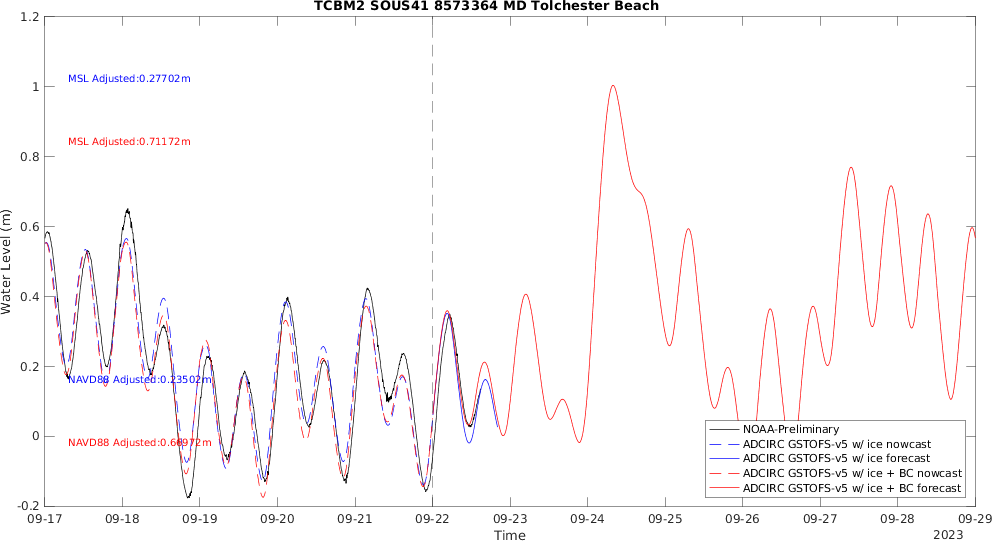 TCBM2 SOUS41 8573364 MD Tolchester Beach
1.2
1
0.8
0.6
0.4
0.2
0
-0.2
Water Level (m)
MSL Adjusted:0.27702m
MSL Adjusted:0.71172m
NAVD88 Adjusted:0.23502m
NAVD88 Adjusted:0.66972m
NOAA-Preliminary
ADCIRC GSTOFS-v5 w/ ice nowcast
ADCIRC GSTOFS-v5 w/ ice forecast
ADCIRC GSTOFS-v5 w/ ice + BC nowcast
ADCIRC GSTOFS-v5 w/ ice + BC forecast
09-17 09-18 09-19 09-20 09-21 09-22 09-23 09-24 09-25 09-26 09-27 09-28 09-29
Time
2023